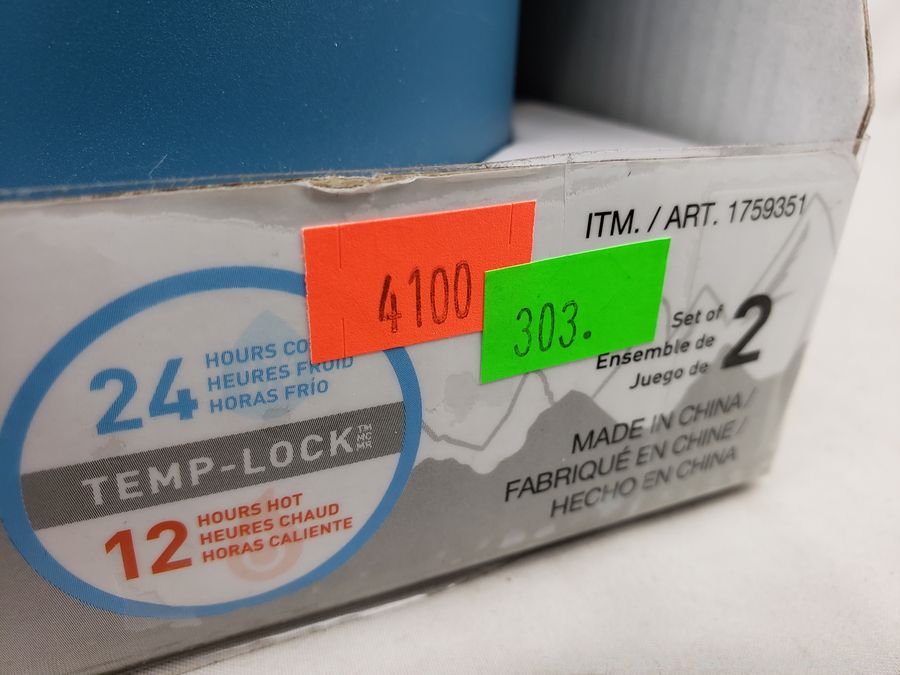 ITM. / ART. 1759351
4100
303.
Set of
Ensemble de
Juego de
2
24
HOURS
HEURES FROID
HORAS FRÍO
TEMP-LOCK
12
HOURS HOT
HEURES CHAUD
HORAS CALIENTE
MADE IN CHINA /
FABRIQUÉ EN CHINE /
HECHO EN CHINA